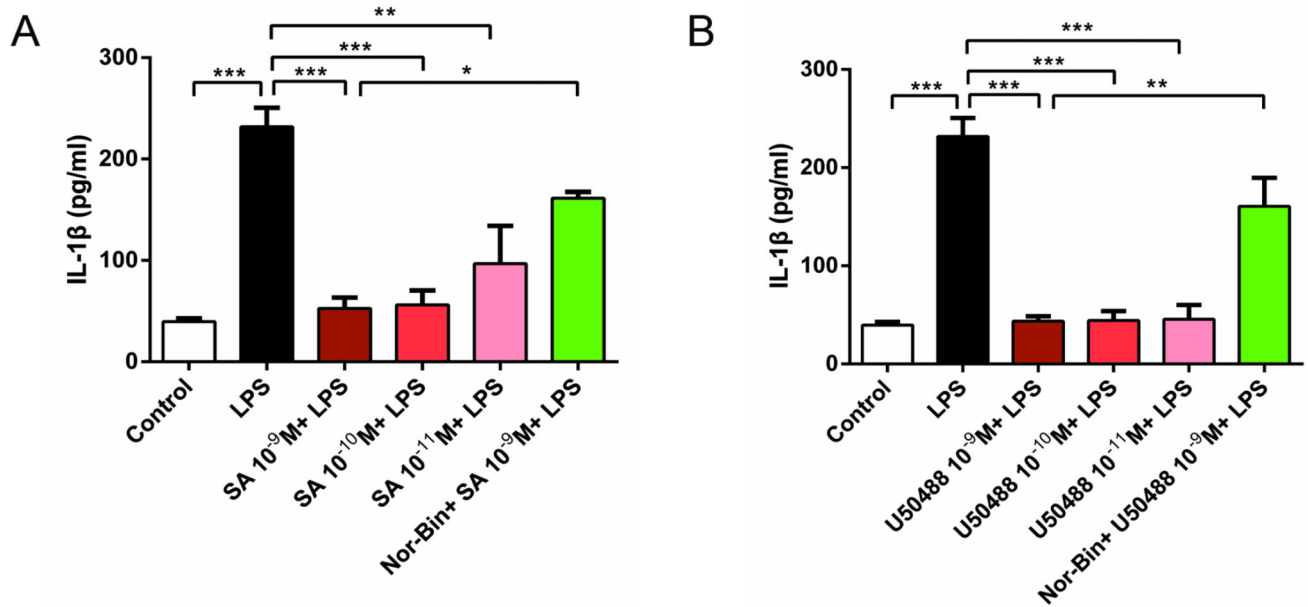 A
** 
***
*** *** *
300
200
100
0
IL-1β (pg/ml)
Control
LPS
SA 10⁻⁹M+ LPS
SA 10⁻¹⁰M+ LPS
SA 10⁻¹¹M+ LPS
Nor-Bin+ SA 10⁻⁹M+ LPS
B
***
***
*** *** **
300
200
100
0
IL-1β (pg/ml)
Control
LPS
U50488 10⁻⁹M+ LPS
U50488 10⁻¹⁰M+ LPS
U50488 10⁻¹¹M+ LPS
Nor-Bin+ U50488 10⁻⁹M+ LPS